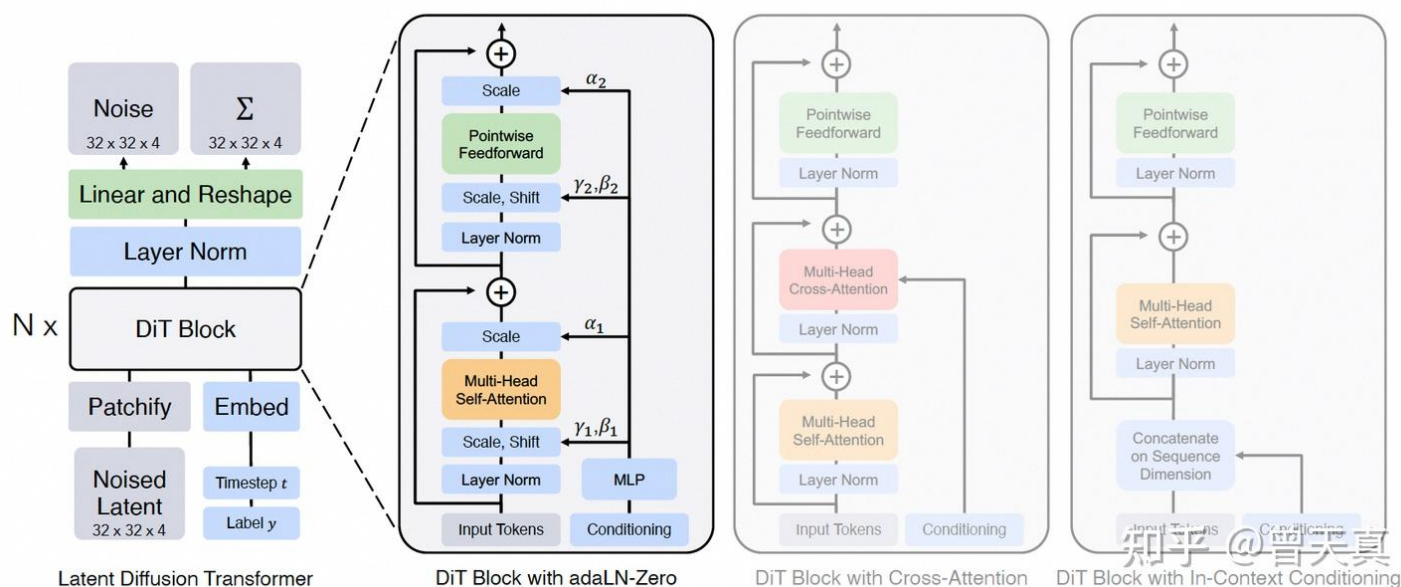 Noise
32 x 32 x 4
Σ
32 x 32 x 4
Linear and Reshape
Layer Norm
N x
DiT Block
Patchify
Embed
Noised
Latent
32 x 32 x 4
Timestep t
Label y
Latent Diffusion Transformer
Scale
α₂
Pointwise
Feedforward
Scale, Shift
γ₂,β₂
Layer Norm
Scale
α₁
Multi-Head
Self-Attention
Scale, Shift
γ₁,β₁
Layer Norm
MLP
Input Tokens
Conditioning
DiT Block with adaLN-Zero
Pointwise
Feedforward
Layer Norm
Multi-Head
Cross-Attention
Layer Norm
Multi-Head
Self-Attention
Layer Norm
Input Tokens
Conditioning
DiT Block with Cross-Attention
Pointwise
Feedforward
Layer Norm
Multi-Head
Self-Attention
Layer Norm
Concatenate
on Sequence
Dimension
Input Tokens
Conditioning
DiT Block with In-Context Conditioning
知乎 @曾天真